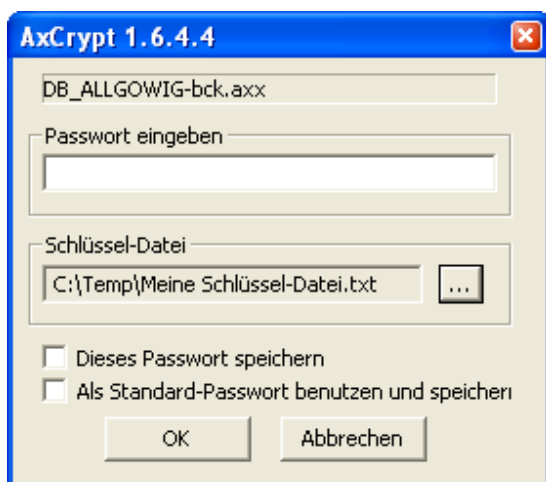 AxCrypt 1.6.4.4
DB_ALLGOWIG-bck.axx
Passwort eingeben
Schlüssel-Datei
C:\Temp\Meine Schlüssel-Datei.txt ...
Dieses Passwort speichern
Als Standard-Passwort benutzen und speichern
OK Abbrechen